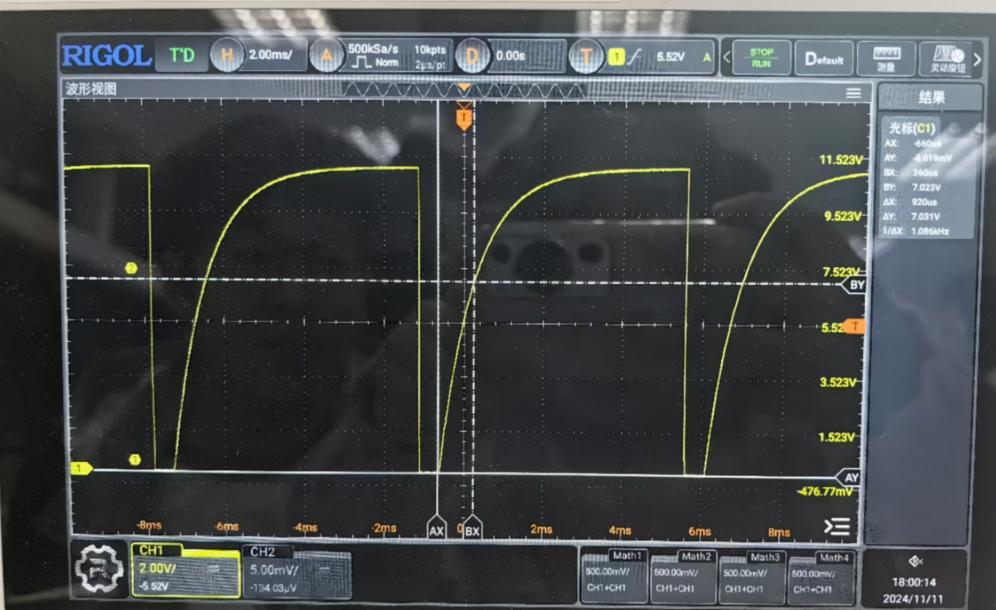 RIGOL T'D H 2.00ms/ A 500kSa/s Norm 10kpts 2μs/pt D 0.00s T 1 5.52V A STOP RUN Default 测量 灵动旋钮
波形视图
结果
T
光标(C1)
AX: -660us
AY: -8.019mV
BX: 260us
BY: 7.023V
ΔX: 920us
ΔY: 7.031V
1/ΔX: 1.086kHz
11.523V
9.523V
2
7.523V
BY
5.52 T
3.523V
1.523V
1
1
AY
-476.77mV
-8ms -6ms -4ms -2ms AX 0 BX 2ms 4ms 6ms 8ms
CH1
2.00V/
-5.52V
CH2
5.00mV/
-134.03μV
Math1
500.00mV/
CH1+CH1
Math2
500.00mV/
CH1+CH1
Math3
500.00mV/
CH1+CH1
Math4
500.00mV/
CH1+CH1
18:00:14
2024/11/11